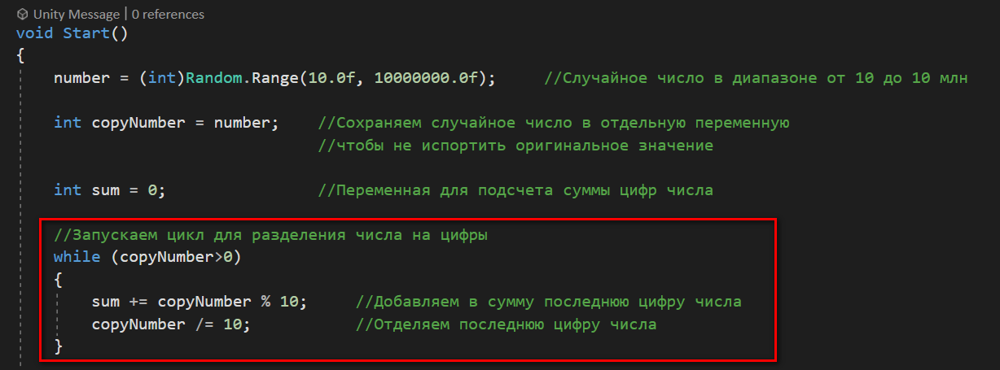 Unity Message | 0 references
void Start()
{
number = (int)Random.Range(10.0f, 10000000.0f); //Случайное число в диапазоне от 10 до 10 млн
int copyNumber = number; //Сохраняем случайное число в отдельную переменную
//чтобы не испортить оригинальное значение
int sum = 0; //Переменная для подсчета суммы цифр числа
//Запускаем цикл для разделения числа на цифры
while (copyNumber>0)
{
sum += copyNumber % 10; //Добавляем в сумму последнюю цифру числа
copyNumber /= 10; //Отделяем последнюю цифру числа
}